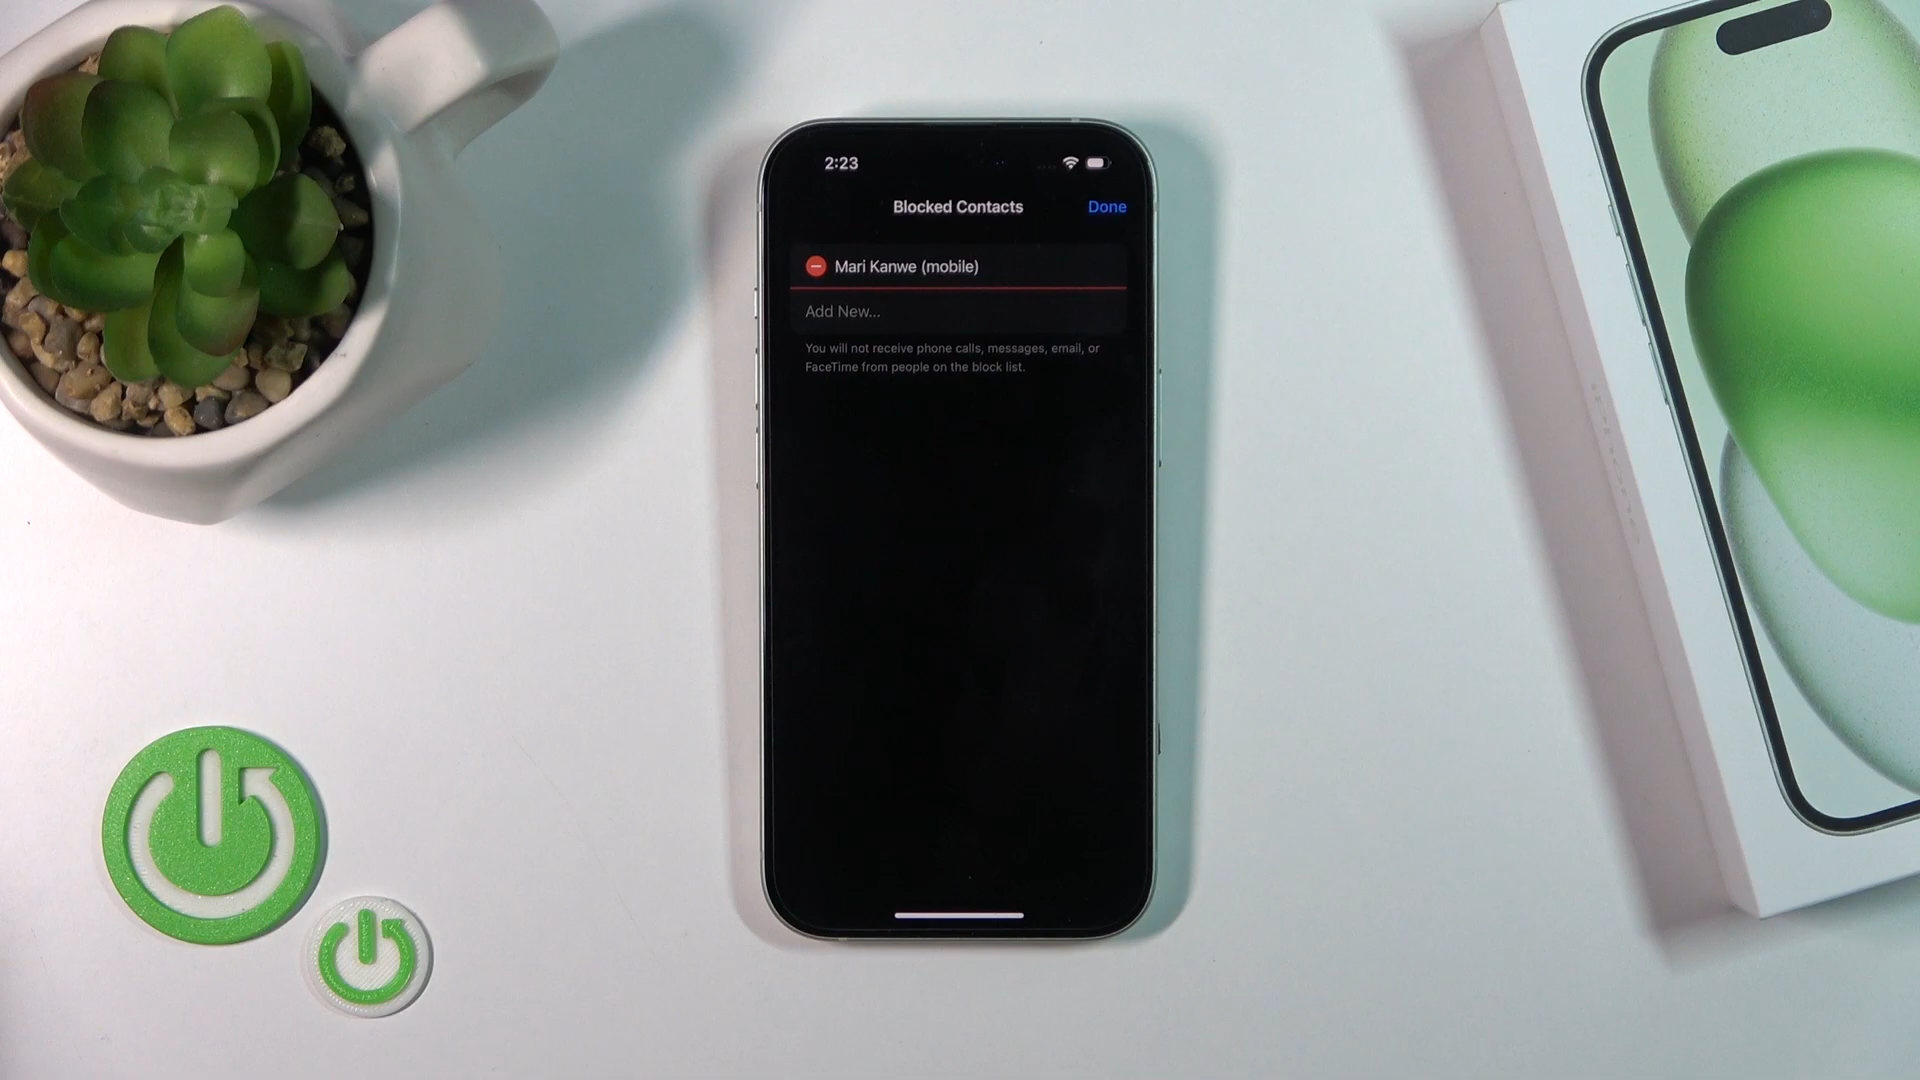 2:23
Blocked Contacts
Done
Mari Kanwe (mobile)
Add New...
You will not receive phone calls, messages, email, or
FaceTime from people on the block list.